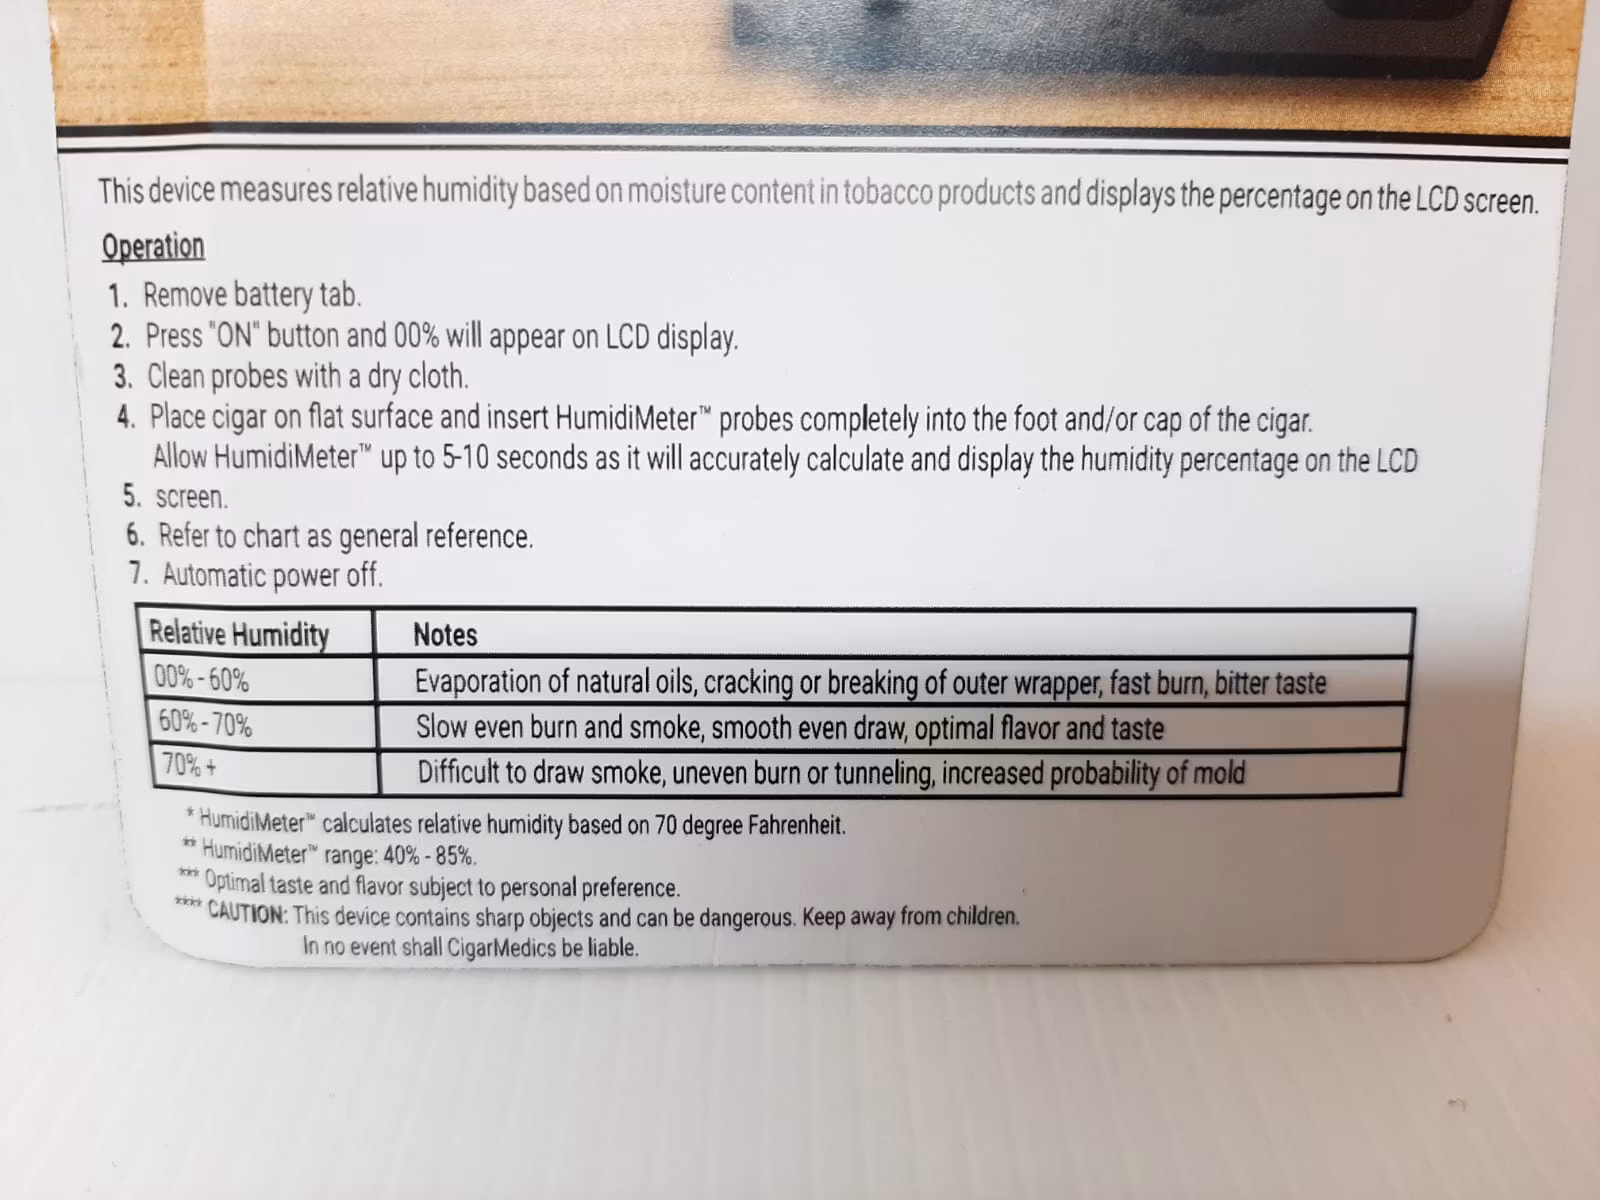 This device measures relative humidity based on moisture content in tobacco products and displays the percentage on the LCD screen.
Operation
1. Remove battery tab.
2. Press "ON" button and 00% will appear on LCD display.
3. Clean probes with a dry cloth.
4. Place cigar on flat surface and insert HumidiMeter™ probes completely into the foot and/or cap of the cigar.
Allow HumidiMeter™ up to 5-10 seconds as it will accurately calculate and display the humidity percentage on the LCD
5. screen.
6. Refer to chart as general reference.
7. Automatic power off.
Relative Humidity Notes
00% - 60% Evaporation of natural oils, cracking or breaking of outer wrapper, fast burn, bitter taste
60% - 70% Slow even burn and smoke, smooth even draw, optimal flavor and taste
70% + Difficult to draw smoke, uneven burn or tunneling, increased probability of mold
* HumidiMeter™ calculates relative humidity based on 70 degree Fahrenheit.
** HumidiMeter™ range: 40% - 85%.
*** Optimal taste and flavor subject to personal preference.
**** CAUTION: This device contains sharp objects and can be dangerous. Keep away from children.
In no event shall CigarMedics be liable.